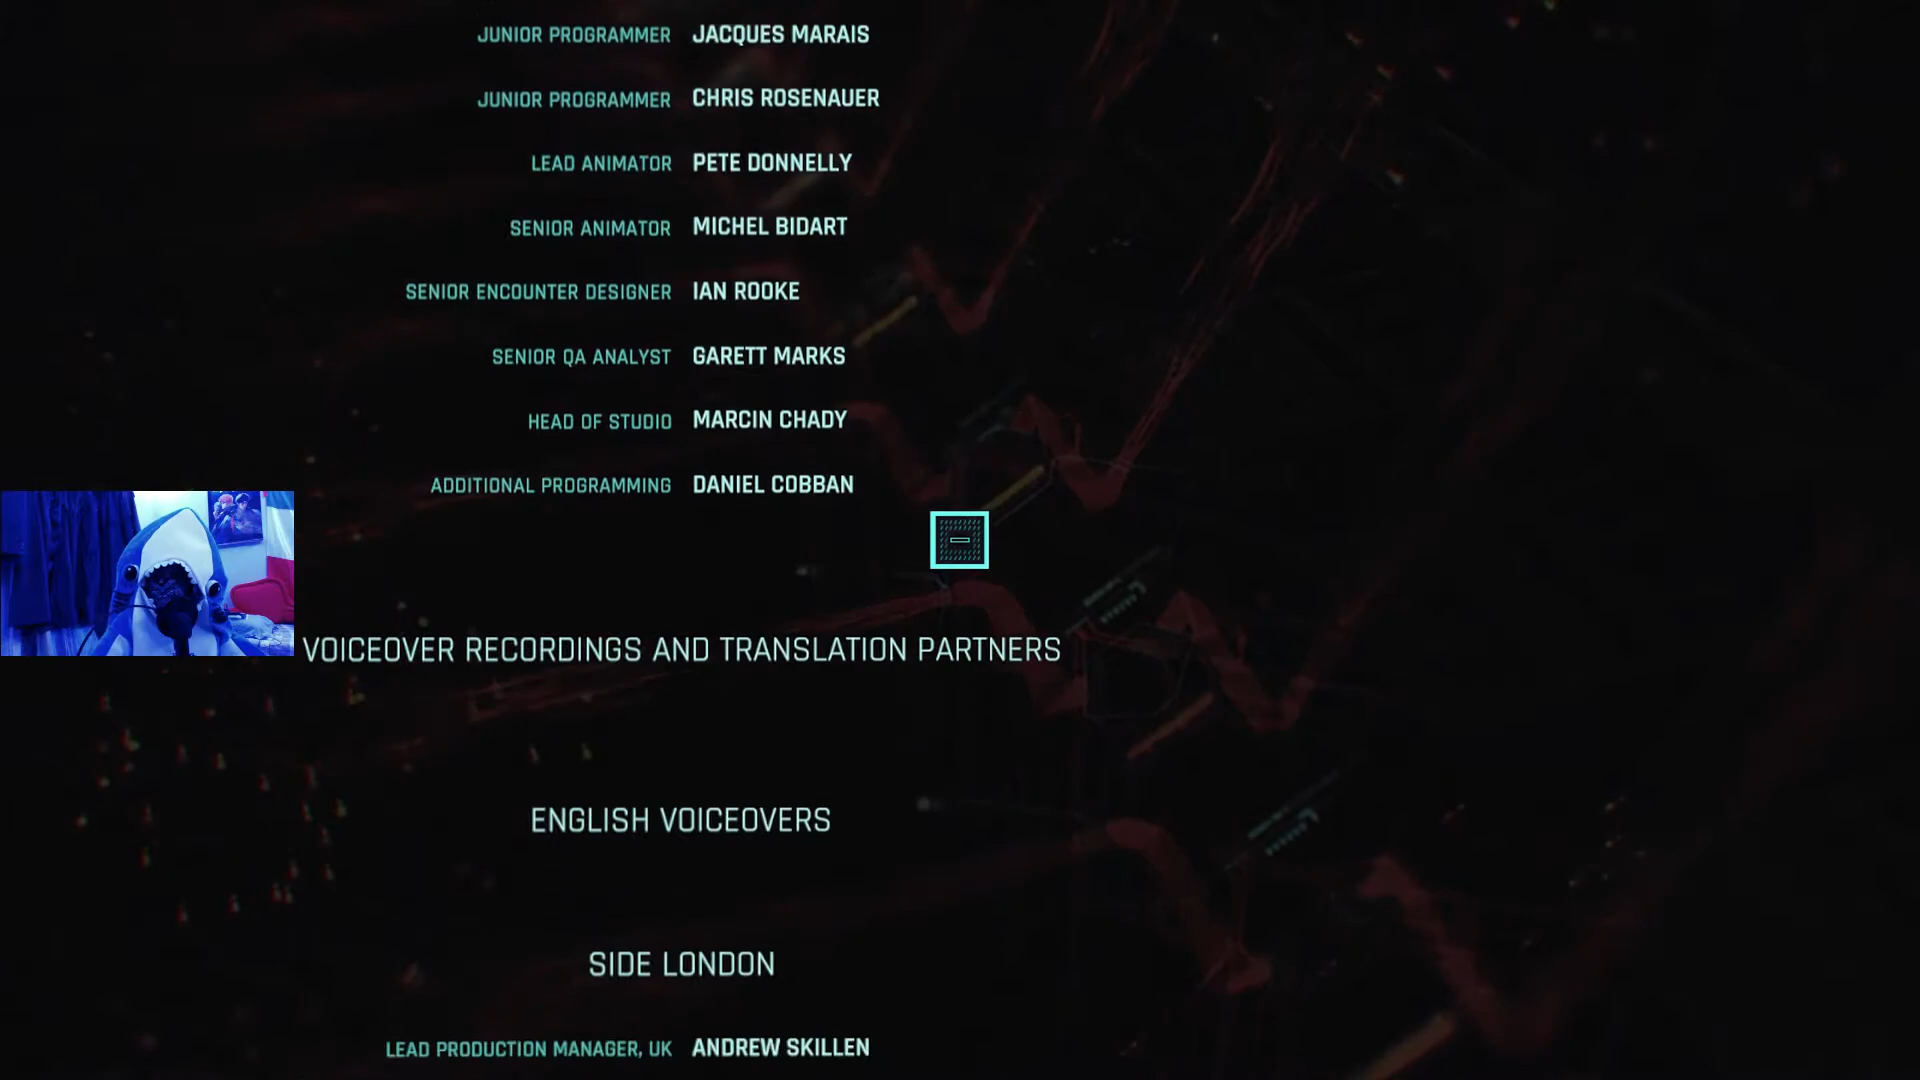 JUNIOR PROGRAMMER JACQUES MARAIS
JUNIOR PROGRAMMER CHRIS ROSENAUER
LEAD ANIMATOR PETE DONNELLY
SENIOR ANIMATOR MICHEL BIDART
SENIOR ENCOUNTER DESIGNER IAN ROOKE
SENIOR QA ANALYST GARETT MARKS
HEAD OF STUDIO MARCIN CHADY
ADDITIONAL PROGRAMMING DANIEL COBBAN
VOICEOVER RECORDINGS AND TRANSLATION PARTNERS
ENGLISH VOICEOVERS
SIDE LONDON
LEAD PRODUCTION MANAGER, UK ANDREW SKILLEN